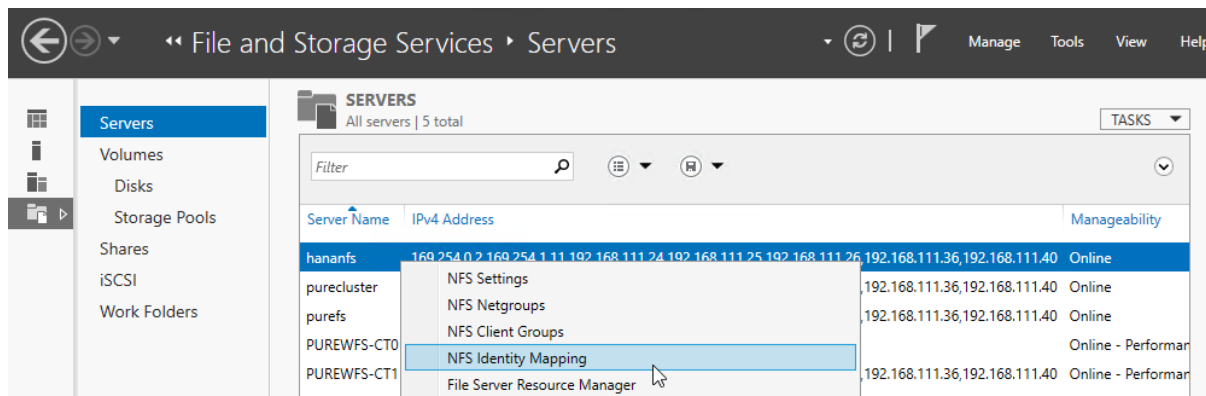 File and Storage Services Servers Manage Tools View Help
Servers
Volumes
Disks
Storage Pools
Shares
iSCSI
Work Folders
SERVERS
All servers | 5 total
TASKS
Filter
Server Name IPv4 Address Manageability
hananfs 169.254.0.2,169.254.1.11,192.168.111.24,192.168.111.25,192.168.111.26,192.168.111.36,192.168.111.40 Online
purecluster ,192.168.111.36,192.168.111.40 Online
purefs ,192.168.111.36,192.168.111.40 Online
PUREWFS-CT0 Online - Performan
PUREWFS-CT1 ,192.168.111.36,192.168.111.40 Online - Performan
NFS Settings
NFS Netgroups
NFS Client Groups
NFS Identity Mapping
File Server Resource Manager